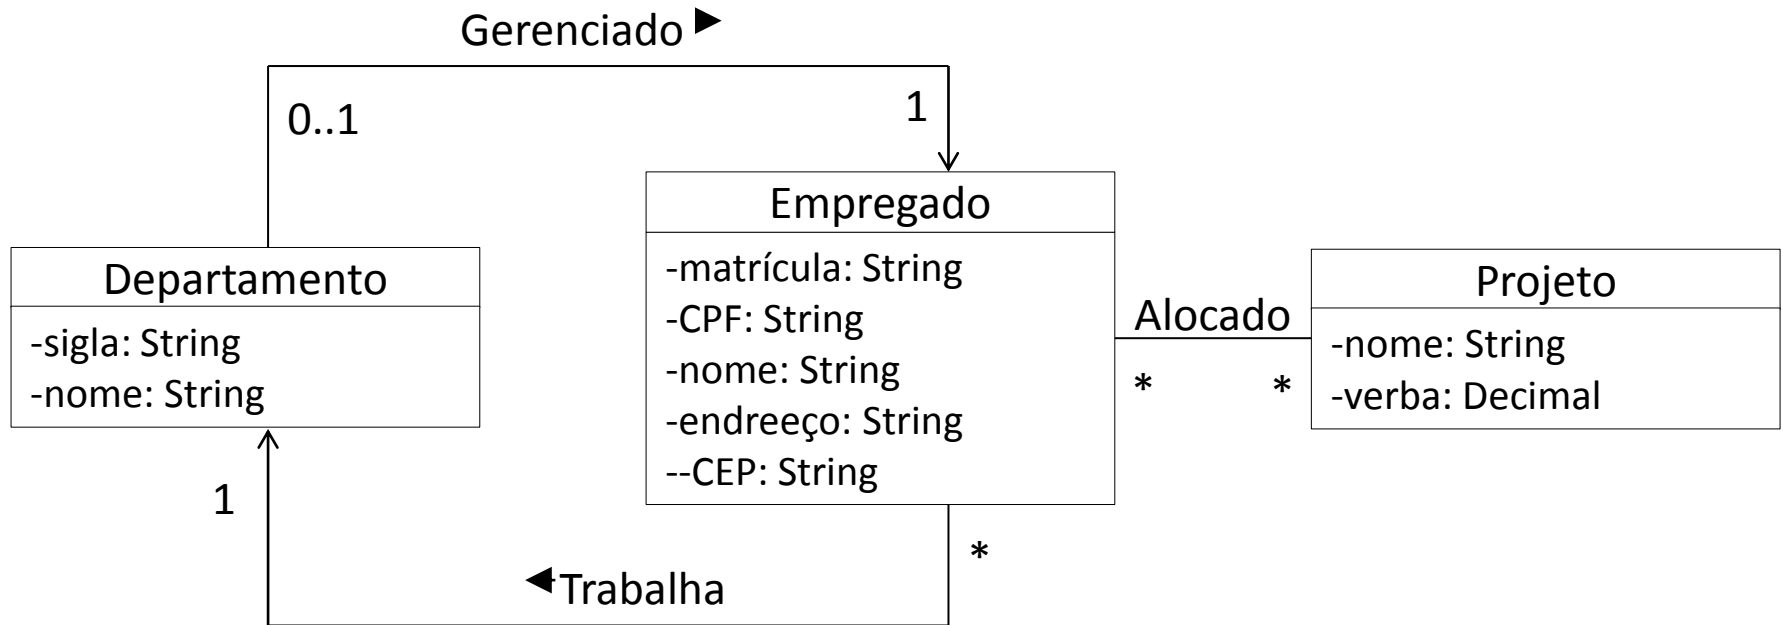 Gerenciado ►
0..1
1
Departamento
-sigla: String
-nome: String
Empregado
-matrícula: String
-CPF: String
-nome: String
-endreeço: String
--CEP: String
Alocado
*
*
Projeto
-nome: String
-verba: Decimal
1
*
◄Trabalha